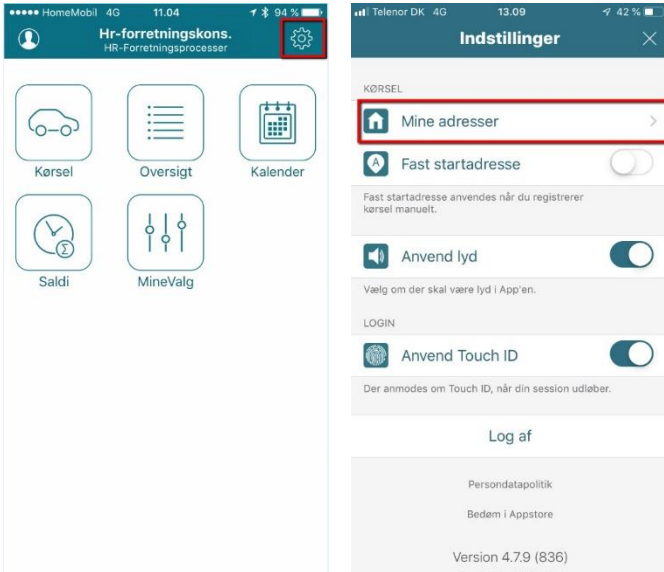 HomeMobil 4G 11.04 94 %
Hr-forretningskons.
HR-Forretningsprocesser
Kørsel
Oversigt
Kalender
Saldi
MineValg
Telenor DK 4G 13.09 42 %
Indstillinger
KØRSEL
Mine adresser
A Fast startadresse
Fast startadresse anvendes når du registrerer
kørsel manuelt.
Anvend lyd
Vælg om der skal være lyd i App'en.
LOGIN
Anvend Touch ID
Der anmodes om Touch ID, når din session udløber.
Log af
Persondatapolitik
Bedøm i Appstore
Version 4.7.9 (836)